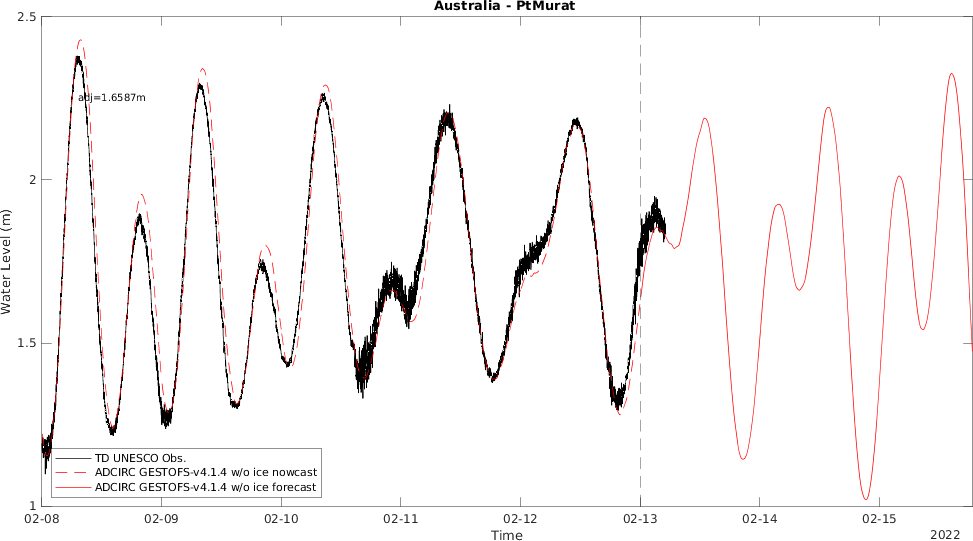 Australia - PtMurat
2.5
adj=1.6587m
2
Water Level (m)
1.5
TD UNESCO Obs.
ADCIRC GESTOFS-v4.1.4 w/o ice nowcast
ADCIRC GESTOFS-v4.1.4 w/o ice forecast
1
02-08 02-09 02-10 02-11 02-12 02-13 02-14 02-15
Time
2022